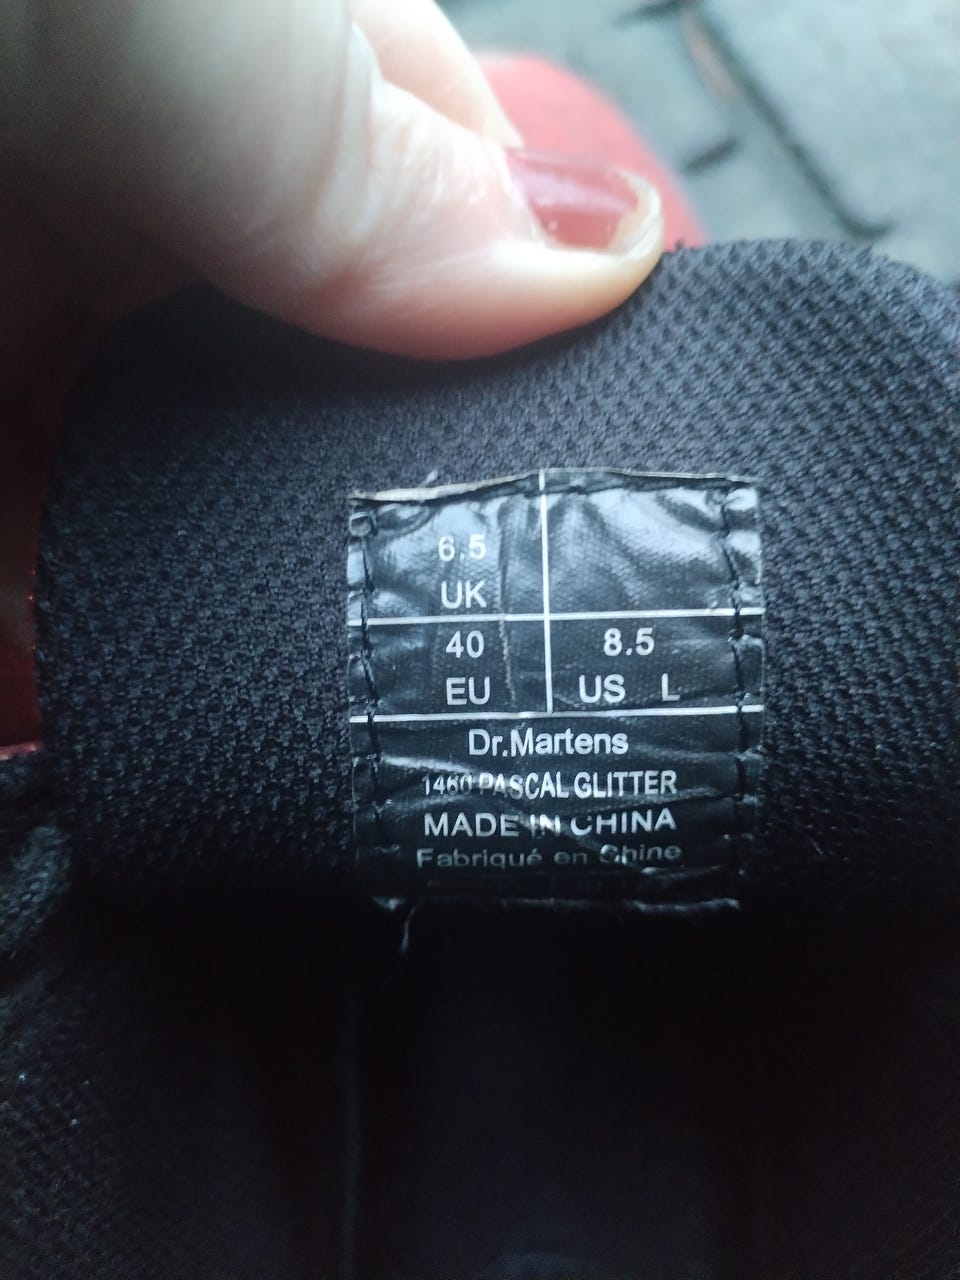 6.5
UK
40
EU
8.5
US L
Dr.Martens
1460 PASCAL GLITTER
MADE IN CHINA
Fabriqué en Chine